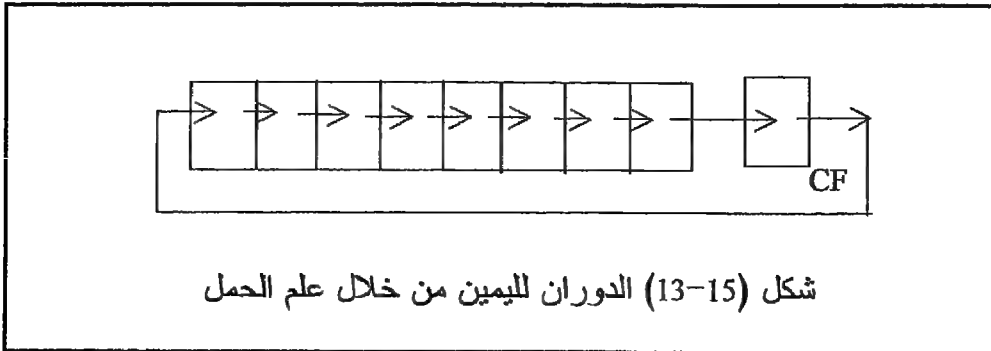 CF
شكل (15-13) الدوران لليمين من خلال علم الحمل